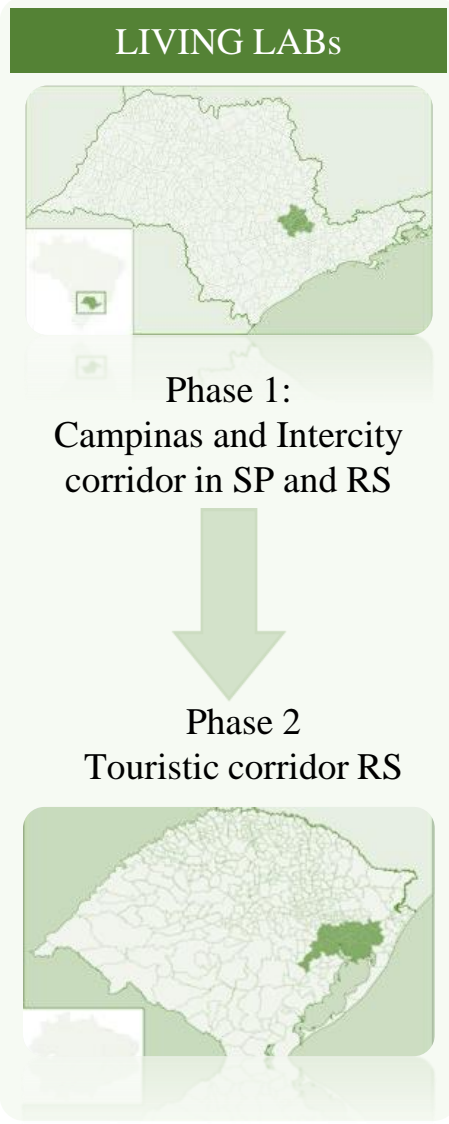 LIVING LABs
Phase 1:
Campinas and Intercity
corridor in SP and RS
Phase 2
Touristic corridor RS